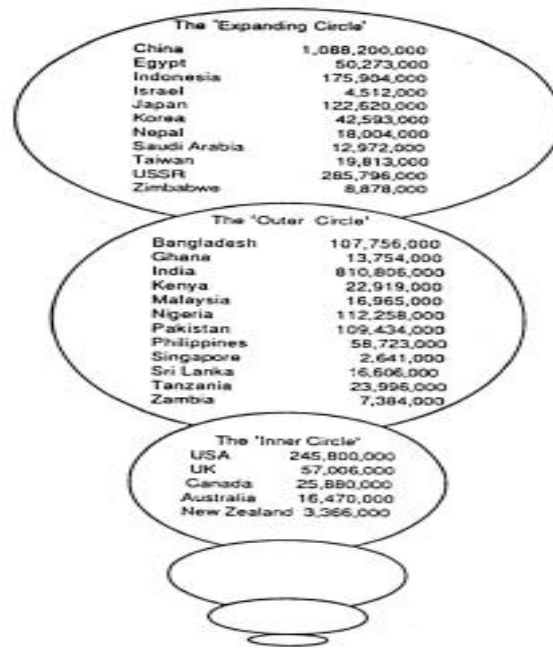 The 'Expanding Circle'
China 1,088,200,000
Egypt 50,273,000
Indonesia 175,904,000
Israel 4,512,000
Japan 122,620,000
Korea 42,593,000
Nepal 18,004,000
Saudi Arabia 12,972,000
Taiwan 19,813,000
USSR 285,796,000
Zimbabwe 8,878,000
The 'Outer Circle'
Bangladesh 107,756,000
Ghana 13,754,000
India 810,806,000
Kenya 22,919,000
Malaysia 16,965,000
Nigeria 112,258,000
Pakistan 109,434,000
Philippines 58,723,000
Singapore 2,641,000
Sri Lanka 16,606,000
Tanzania 23,996,000
Zambia 7,384,000
The 'Inner Circle'
USA 245,800,000
UK 57,006,000
Canada 25,880,000
Australia 16,470,000
New Zealand 3,366,000